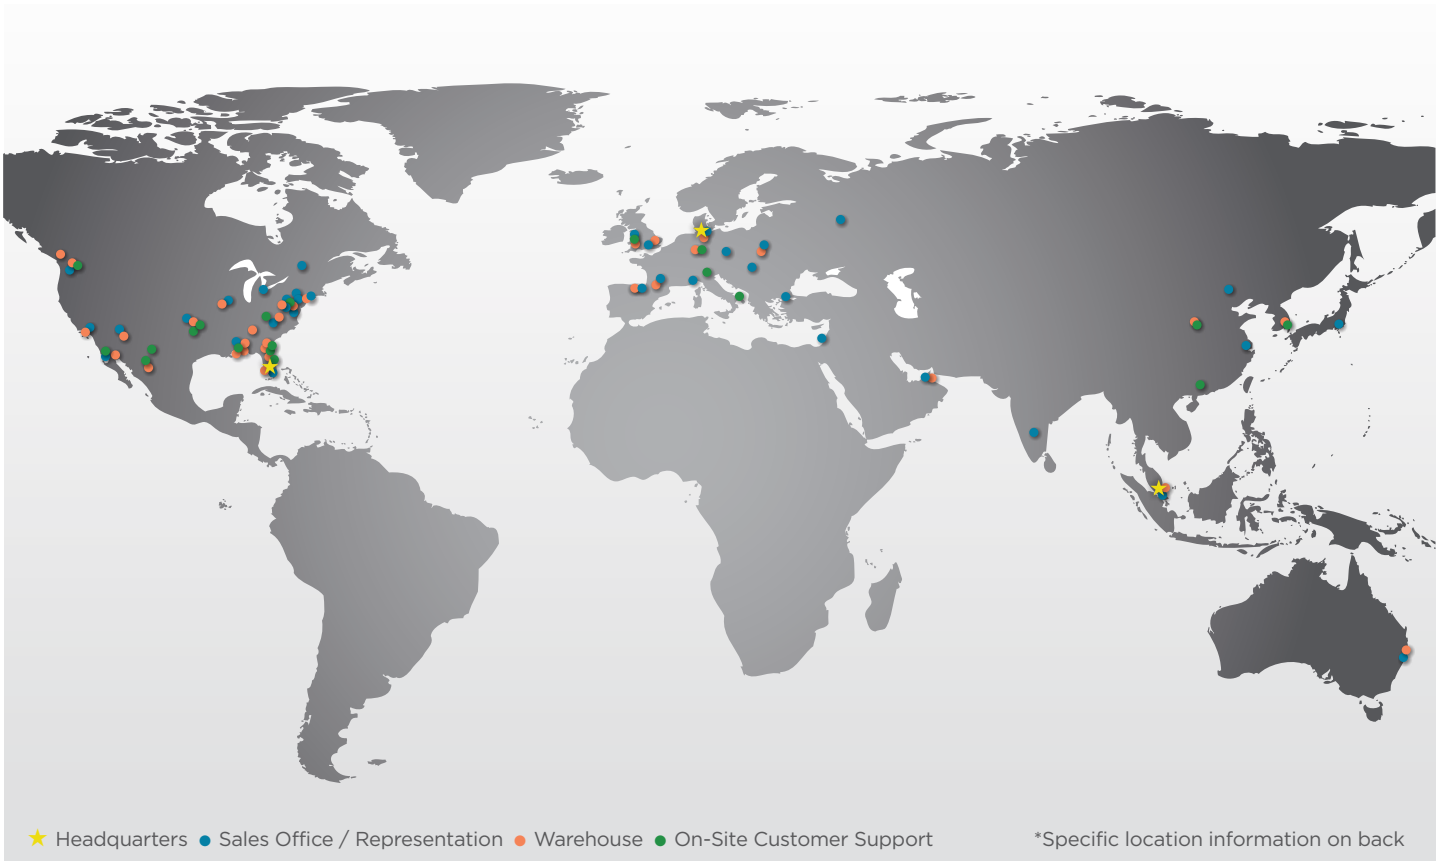 Headquarters Sales Office / Representation Warehouse On-Site Customer Support *Specific location information on back